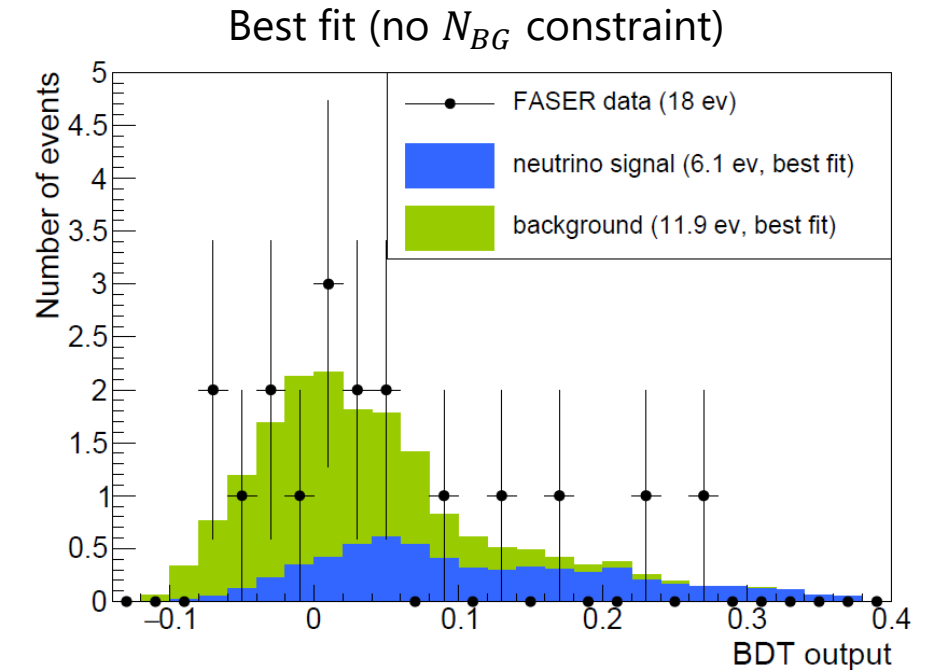 Best fit (no N_BG constraint)
Number of events
5
4.5
4
3.5
3
2.5
2
1.5
1
0.5
0
FASER data (18 ev)
neutrino signal (6.1 ev, best fit)
background (11.9 ev, best fit)
−0.1 0 0.1 0.2 0.3 0.4
BDT output